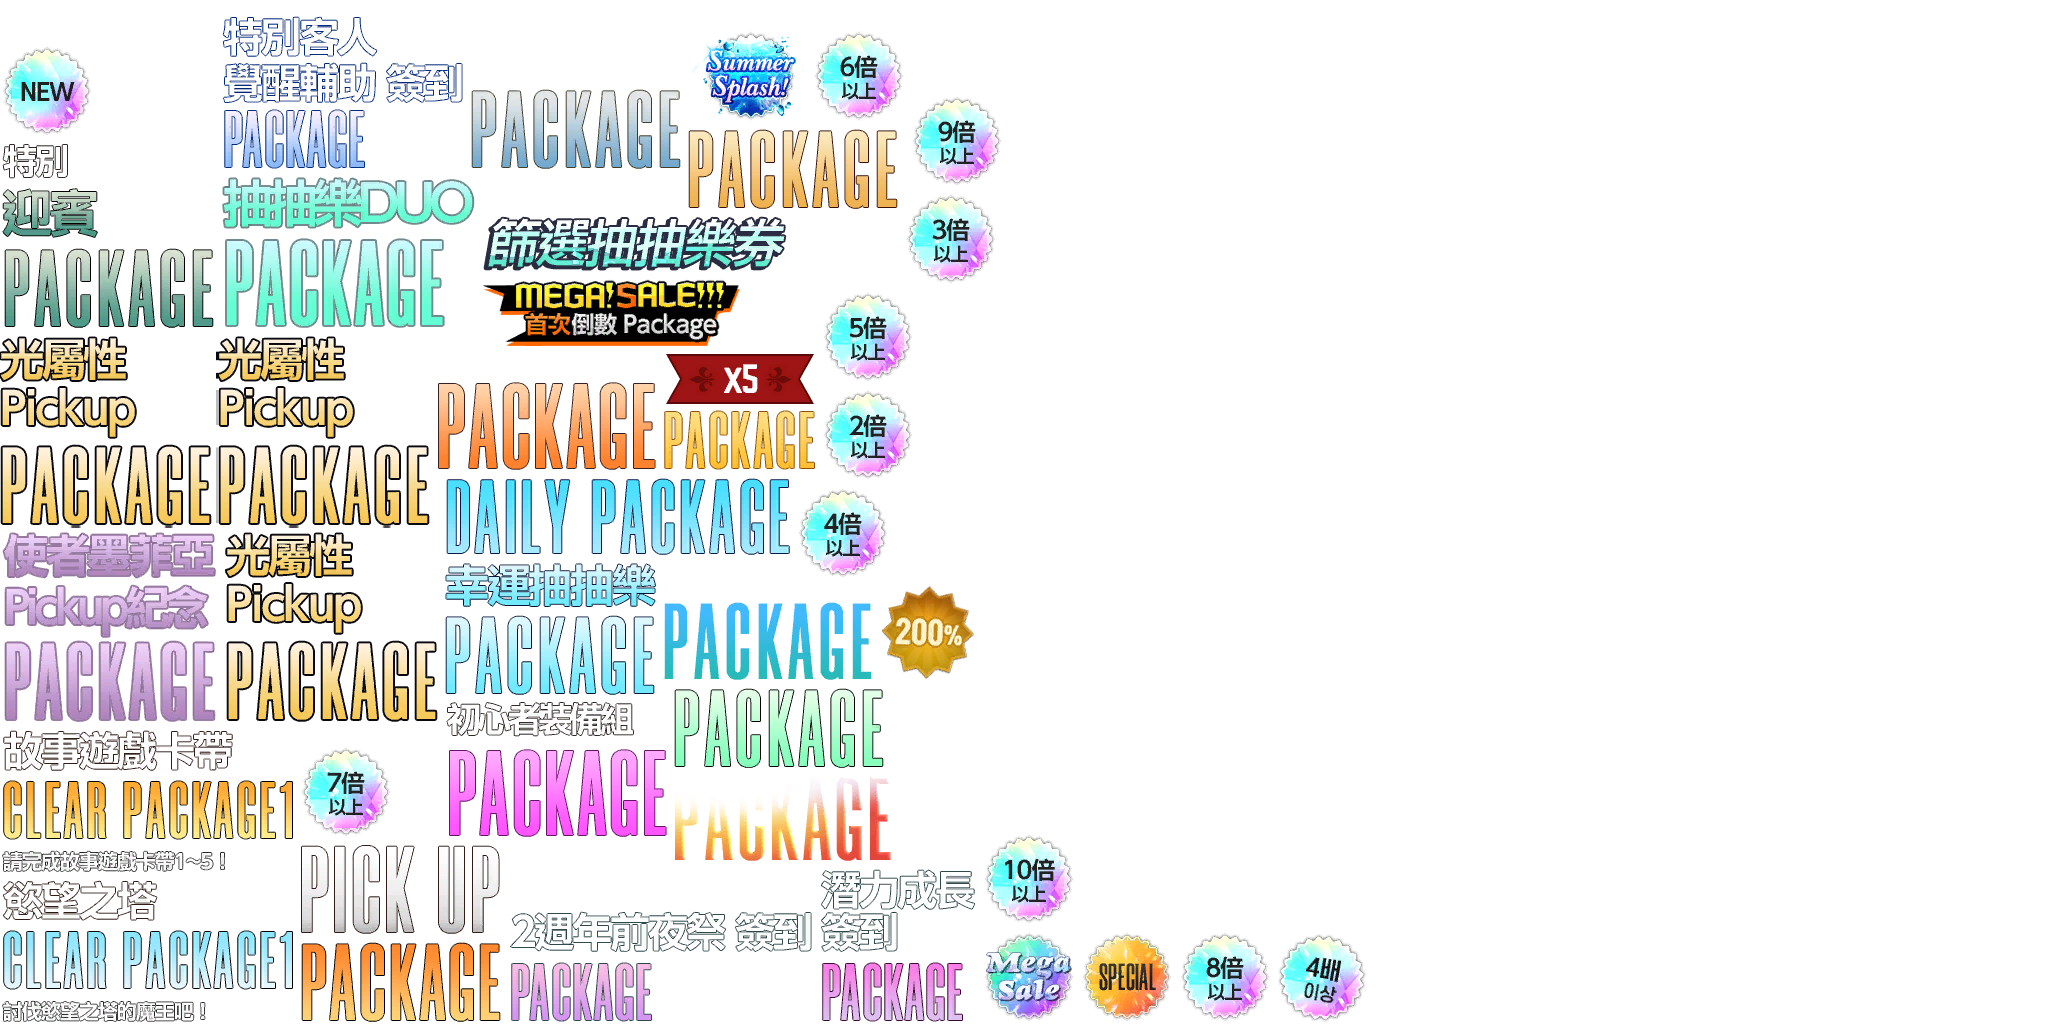 NEW
特別
迎賓
PACKAGE
光屬性
Pickup
PACKAGE
使者墨菲亞
Pickup紀念
PACKAGE
故事遊戲卡帶
CLEAR PACKAGE1
請完成故事遊戲卡帶1~5！
慾望之塔
CLEAR PACKAGE1
討伐慾望之塔的魔王吧！
特別客人
覺醒輔助 簽到
PACKAGE
抽抽樂DUO
PACKAGE
光屬性
Pickup
PACKAGE
光屬性
Pickup
PACKAGE
7倍
以上
PICK UP
PACKAGE
PACKAGE
Summer
Splash!
PACKAGE
篩選抽抽樂券
MEGA!SALE!!!
首次倒數 Package
PACKAGE
X5
PACKAGE
DAILY PACKAGE
幸運抽抽樂
PACKAGE
初心者裝備組
PACKAGE
PACKAGE
PACKAGE
PACKAGE
2週年前夜祭 簽到
PACKAGE
潛力成長
簽到
PACKAGE
6倍
以上
9倍
以上
3倍
以上
5倍
以上
2倍
以上
4倍
以上
200%
10倍
以上
Mega
Sale
SPECIAL
8倍
以上
4배
이상